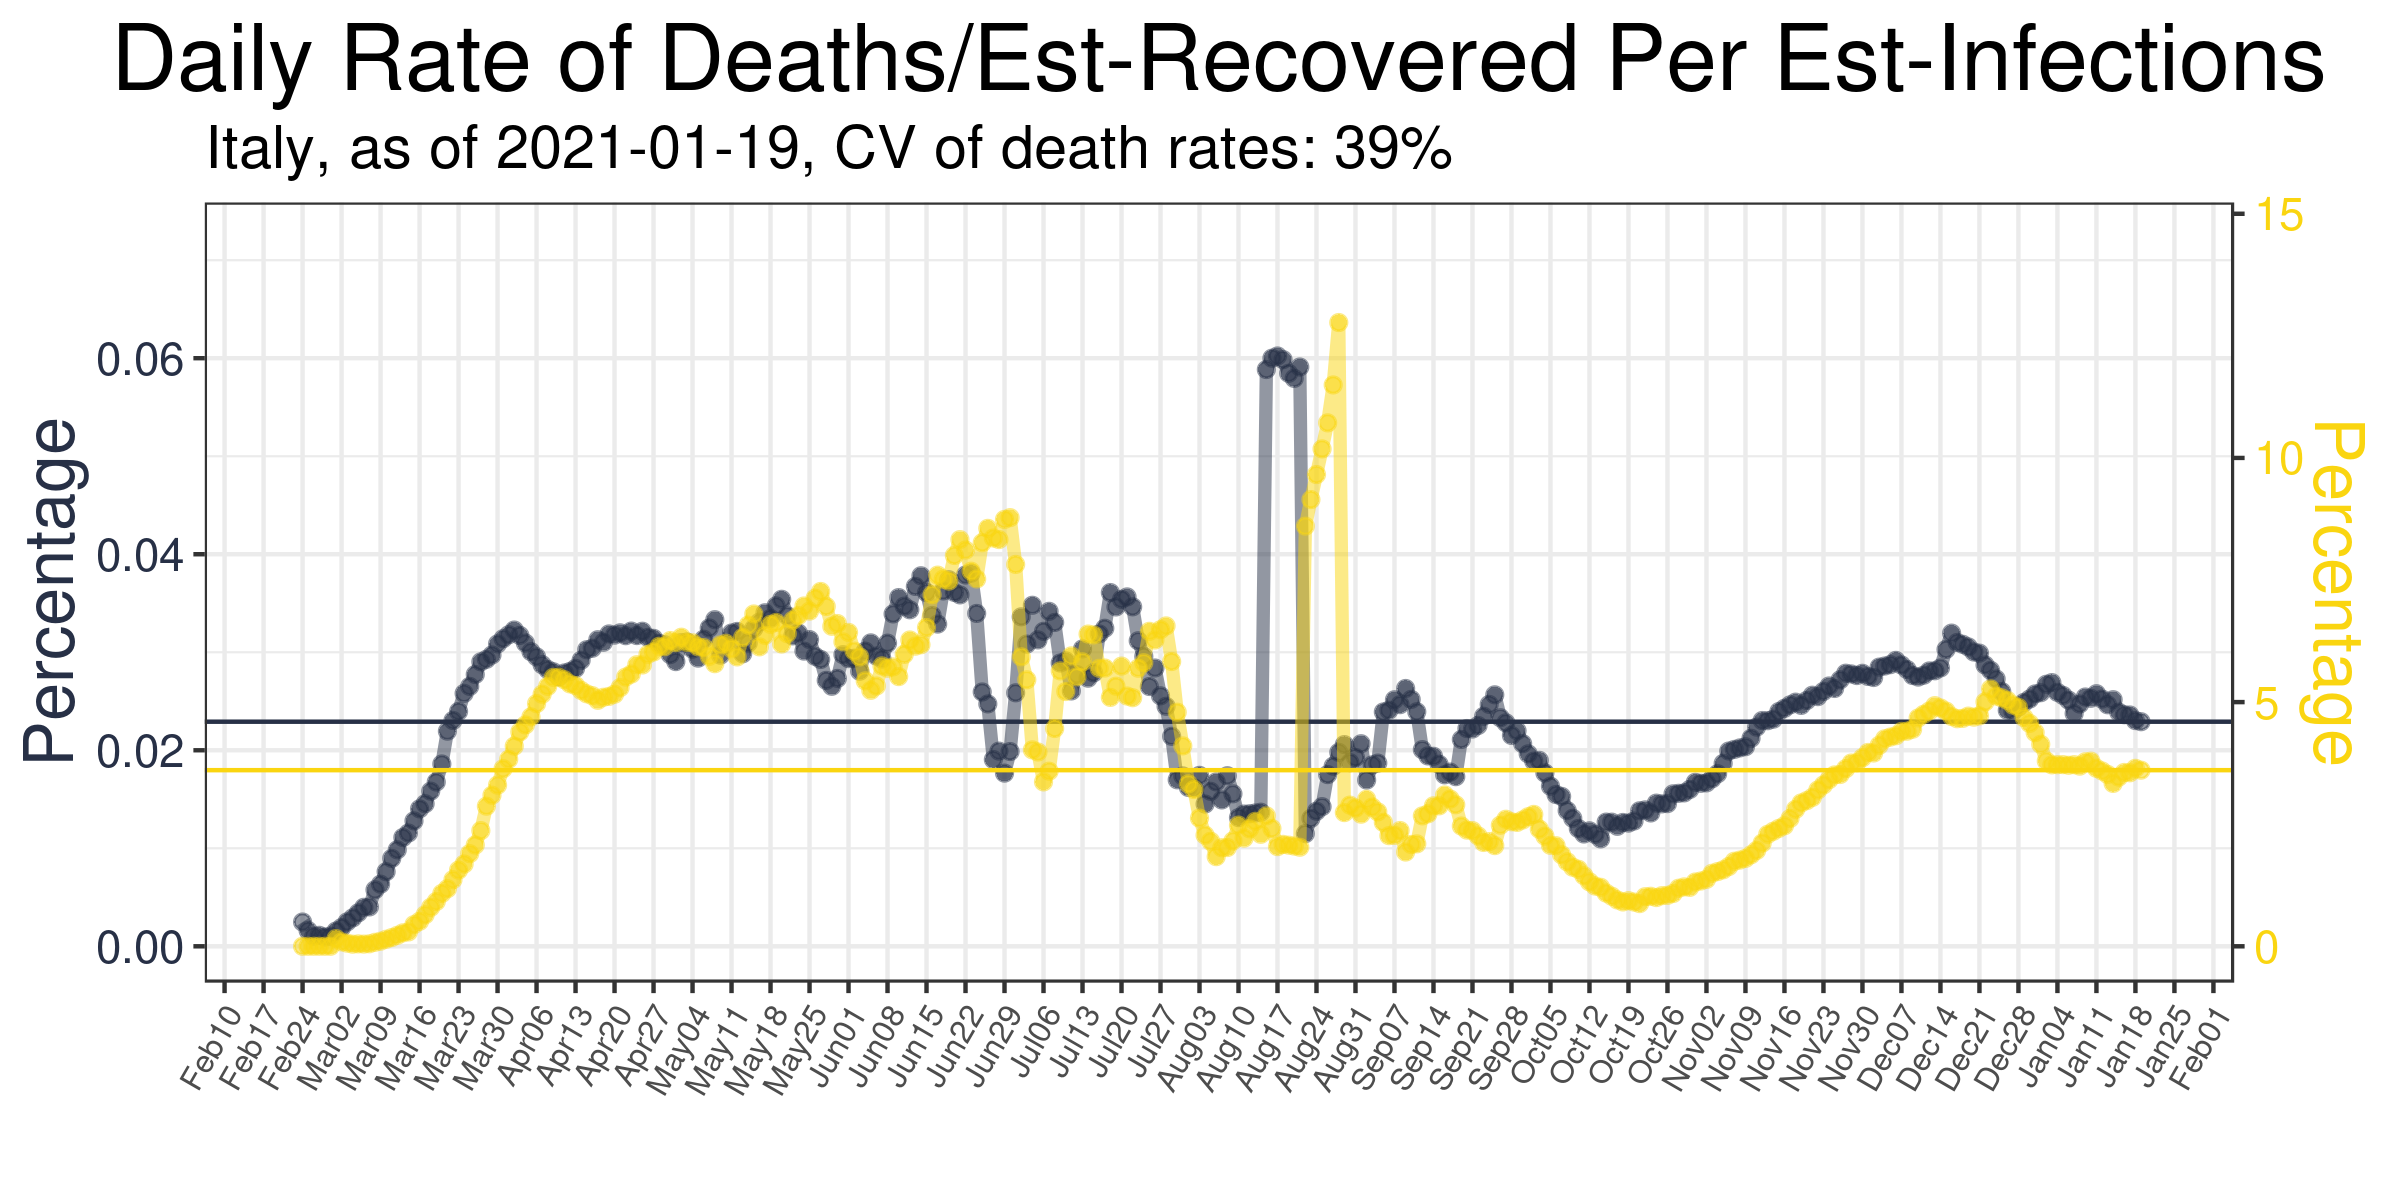 Daily Rate of Deaths/Est-Recovered Per Est-Infections
Italy, as of 2021-01-19, CV of death rates: 39%
Percentage
0.06
0.04
0.02
0.00
15
10
5
0
Percentage
Feb10 Feb17 Feb24 Mar02 Mar09 Mar16 Mar23 Mar30 Apr06 Apr13 Apr20 Apr27 May04 May11 May18 May25 Jun01 Jun08 Jun15 Jun22 Jun29 Jul06 Jul13 Jul20 Jul27 Aug03 Aug10 Aug17 Aug24 Aug31 Sep07 Sep14 Sep21 Sep28 Oct05 Oct12 Oct19 Oct26 Nov02 Nov09 Nov16 Nov23 Nov30 Dec07 Dec14 Dec21 Dec28 Jan04 Jan11 Jan18 Jan25 Feb01